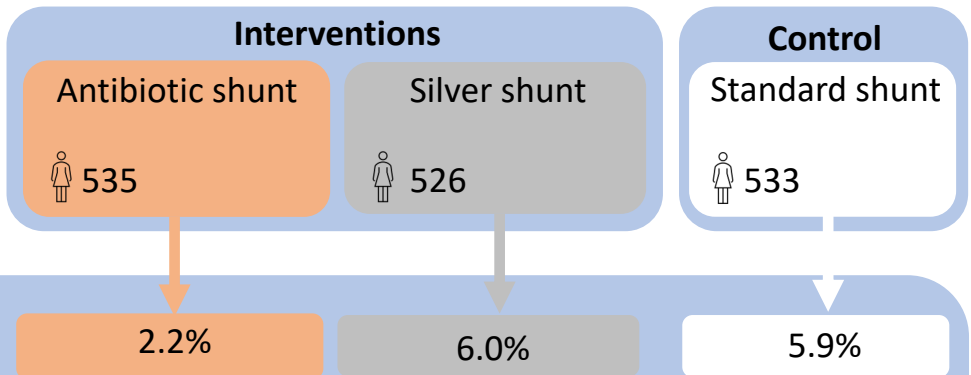 Interventions
Control
Antibiotic shunt
Silver shunt
Standard shunt
535
526
533
2.2%
6.0%
5.9%